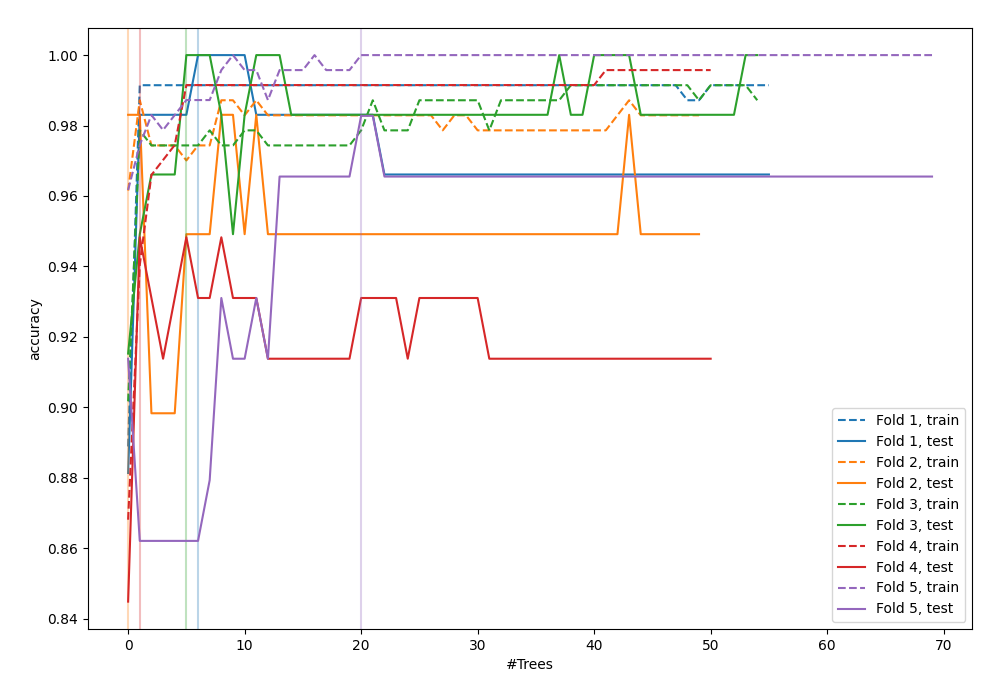 1.00
0.98
0.96
0.94
0.92
0.90
0.88
0.86
0.84
accuracy
0 10 20 30 40 50 60 70
#Trees
Fold 1, train
Fold 1, test
Fold 2, train
Fold 2, test
Fold 3, train
Fold 3, test
Fold 4, train
Fold 4, test
Fold 5, train
Fold 5, test